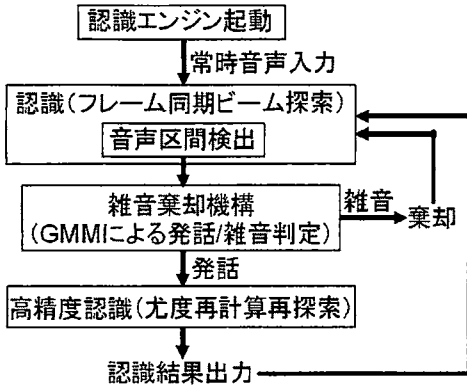 認識エンジン起動
常時音声入力
認識(フレーム同期ビーム探索)
音声区間検出
雑音棄却機構
(GMMによる発話/雑音判定)
雑音
棄却
発話
高精度認識(尤度再計算再探索)
認識結果出力